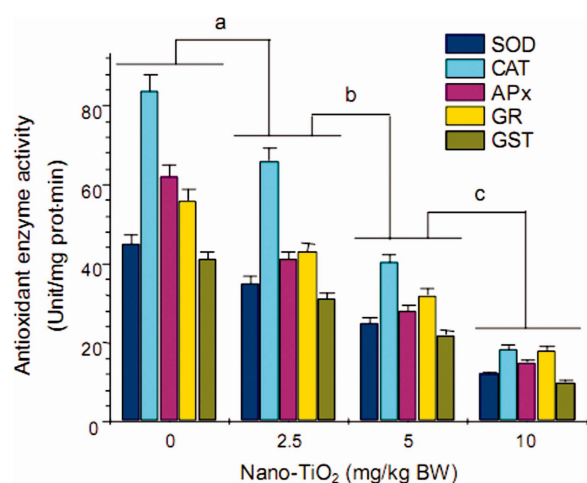 a
b
c
SOD
CAT
APx
GR
GST
Antioxidant enzyme activity
(Unit/mg prot·min)
80
60
40
20
0
0 2.5 5 10
Nano-TiO₂ (mg/kg BW)